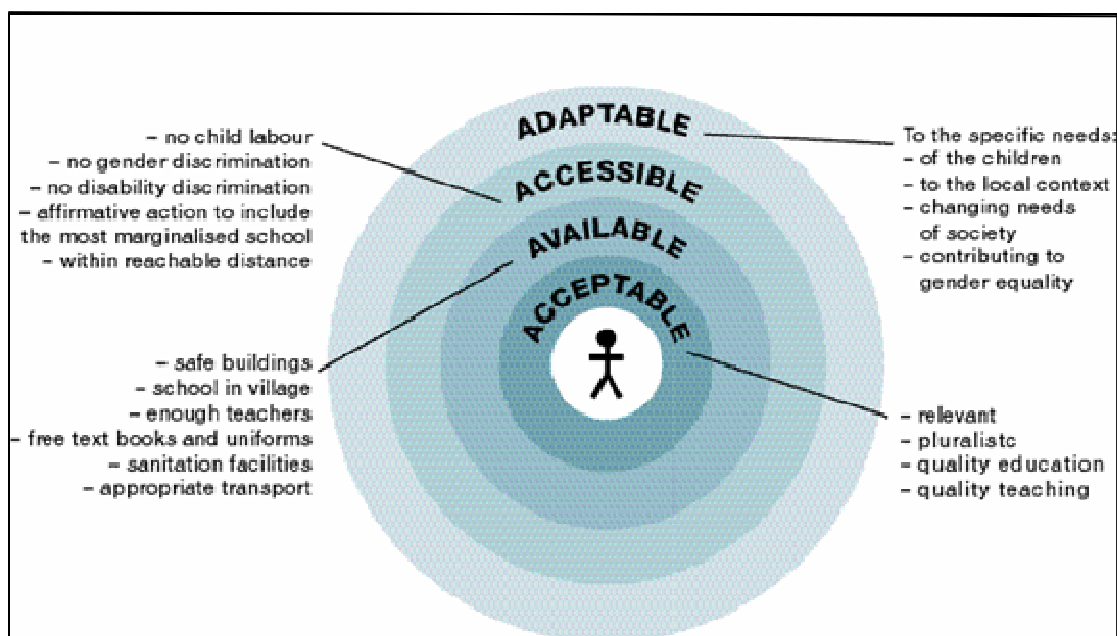 ADAPTABLE
ACCESSIBLE
AVAILABLE
ACCEPTABLE
– no child labour
– no gender discrimination
– no disability discrimination
– affirmative action to include
the most marginalised school
– within reachable distance
– safe buildings
– school in village
– enough teachers
– free text books and uniforms
– sanitation facilities
– appropriate transport
To the specific needs:
– of the children
– to the local context
– changing needs
of society
– contributing to
gender equality
– relevant
– pluralistc
– quality education
– quality teaching